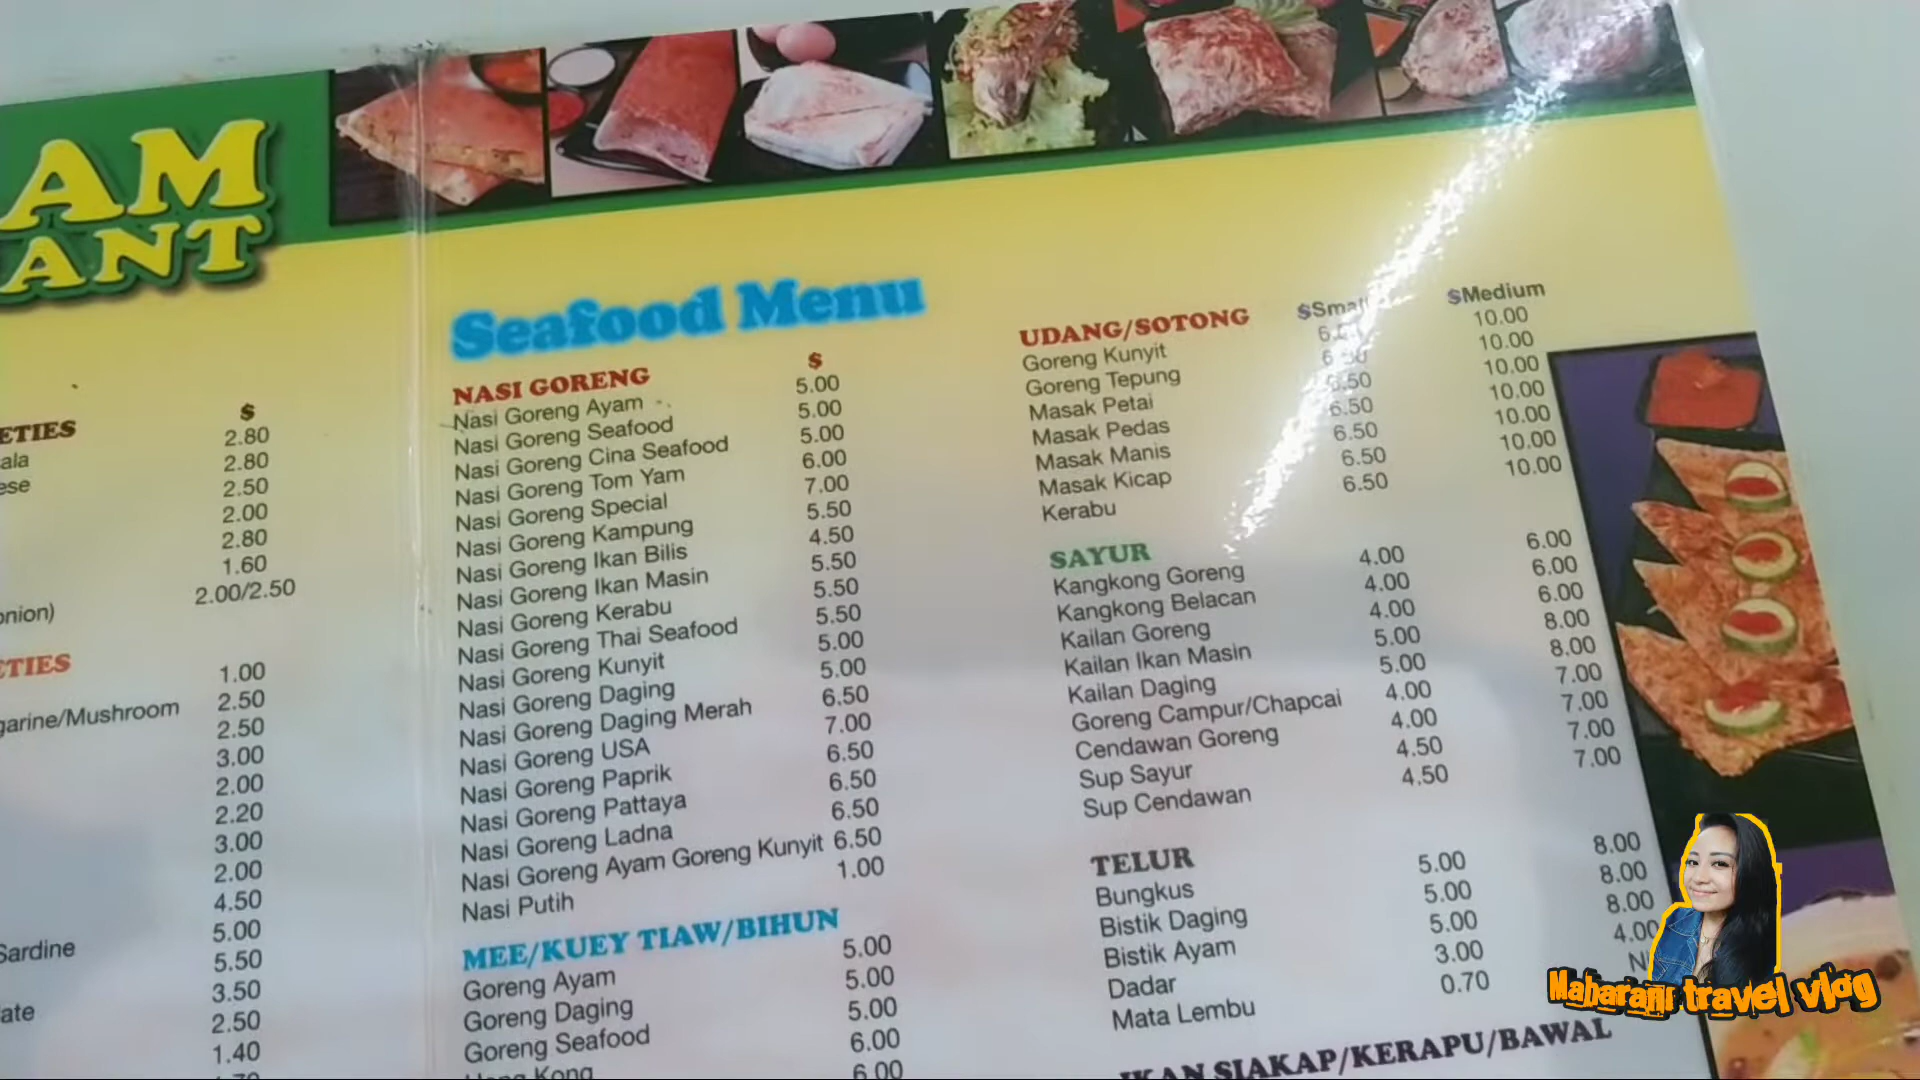 AM
ANT
ETIES $
ala 2.80
ese 2.80
2.50
2.00
2.80
1.60
onion) 2.00/2.50
ETIES
1.00
garine/Mushroom 2.50
2.50
3.00
2.00
2.20
3.00
2.00
4.50
Sardine 5.00
5.50
ate 3.50
2.50
1.40
Seafood Menu
NASI GORENG $
Nasi Goreng Ayam 5.00
Nasi Goreng Seafood 5.00
Nasi Goreng Cina Seafood 5.00
Nasi Goreng Tom Yam 6.00
Nasi Goreng Special 7.00
Nasi Goreng Kampung 5.50
Nasi Goreng Ikan Bilis 4.50
Nasi Goreng Ikan Masin 5.50
Nasi Goreng Kerabu 5.50
Nasi Goreng Thai Seafood 5.50
Nasi Goreng Kunyit 5.00
Nasi Goreng Daging 5.00
Nasi Goreng Daging Merah 6.50
Nasi Goreng USA 7.00
Nasi Goreng Paprik 6.50
Nasi Goreng Pattaya 6.50
Nasi Goreng Ladna 6.50
Nasi Goreng Ayam Goreng Kunyit 6.50
Nasi Putih 1.00
MEE/KUEY TIAW/BIHUN
Goreng Ayam 5.00
Goreng Daging 5.00
Goreng Seafood 5.00
Hong Kong 6.00
6.00
UDANG/SOTONG $Small $Medium
Goreng Kunyit 10.00
Goreng Tepung 10.00
Masak Petai 6.50 10.00
Masak Pedas 6.50 10.00
Masak Manis 6.50 10.00
Masak Kicap 6.50 10.00
Kerabu 6.50 10.00
SAYUR
Kangkong Goreng 4.00 6.00
Kangkong Belacan 4.00 6.00
Kailan Goreng 4.00 6.00
Kailan Ikan Masin 5.00 8.00
Kailan Daging 5.00 8.00
Goreng Campur/Chapcai 4.00 7.00
Cendawan Goreng 4.00 7.00
Sup Sayur 4.50 7.00
Sup Cendawan 4.50 7.00
TELUR
Bungkus 5.00 8.00
Bistik Daging 5.00 8.00
Bistik Ayam 5.00 8.00
Dadar 3.00 4.00
Mata Lembu 0.70
IKAN SIAKAP/KERAPU/BAWAL
Maharani travel vlog